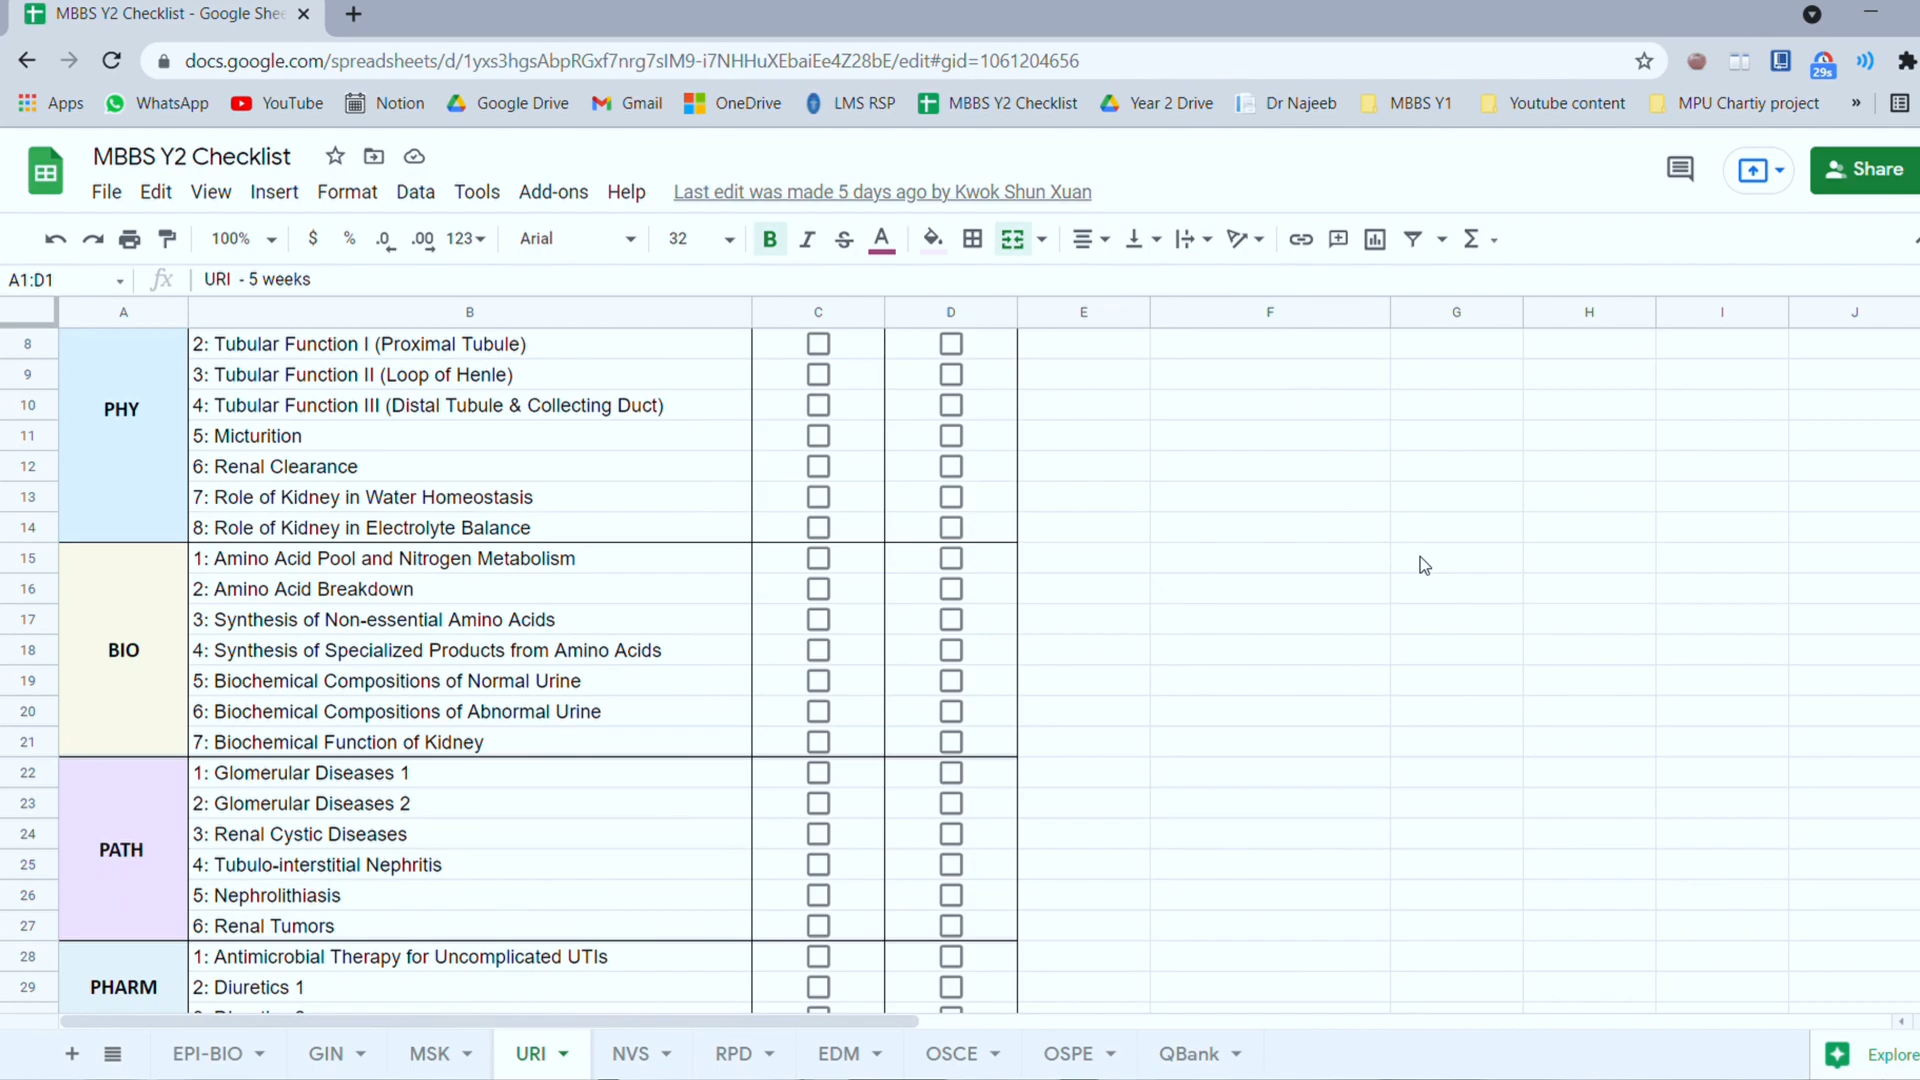 MBBS Y2 Checklist - Google Shee
docs.google.com/spreadsheets/d/1yxs3hgsAbpRGxf7nrg7sIM9-i7NHHuXEbaiEe4Z28bE/edit#gid=1061204656
29s
Apps WhatsApp YouTube Notion Google Drive Gmail OneDrive LMS RSP MBBS Y2 Checklist Year 2 Drive Dr Najeeb MBBS Y1 Youtube content MPU Chartiy project »
MBBS Y2 Checklist
Share
File Edit View Insert Format Data Tools Add-ons Help Last edit was made 5 days ago by Kwok Shun Xuan
100% $ % .0 .00 123 Arial 32 B I S A Σ
A1:D1 fx URI - 5 weeks
A B C D E F G H I J
8 2: Tubular Function I (Proximal Tubule)
9 3: Tubular Function II (Loop of Henle)
10 PHY 4: Tubular Function III (Distal Tubule & Collecting Duct)
11 5: Micturition
12 6: Renal Clearance
13 7: Role of Kidney in Water Homeostasis
14 8: Role of Kidney in Electrolyte Balance
15 1: Amino Acid Pool and Nitrogen Metabolism
16 2: Amino Acid Breakdown
17 3: Synthesis of Non-essential Amino Acids
18 BIO 4: Synthesis of Specialized Products from Amino Acids
19 5: Biochemical Compositions of Normal Urine
20 6: Biochemical Compositions of Abnormal Urine
21 7: Biochemical Function of Kidney
22 1: Glomerular Diseases 1
23 2: Glomerular Diseases 2
24 3: Renal Cystic Diseases
25 PATH 4: Tubulo-interstitial Nephritis
26 5: Nephrolithiasis
27 6: Renal Tumors
28 1: Antimicrobial Therapy for Uncomplicated UTIs
29 PHARM 2: Diuretics 1
EPI-BIO GIN MSK URI NVS RPD EDM OSCE OSPE QBank Explore